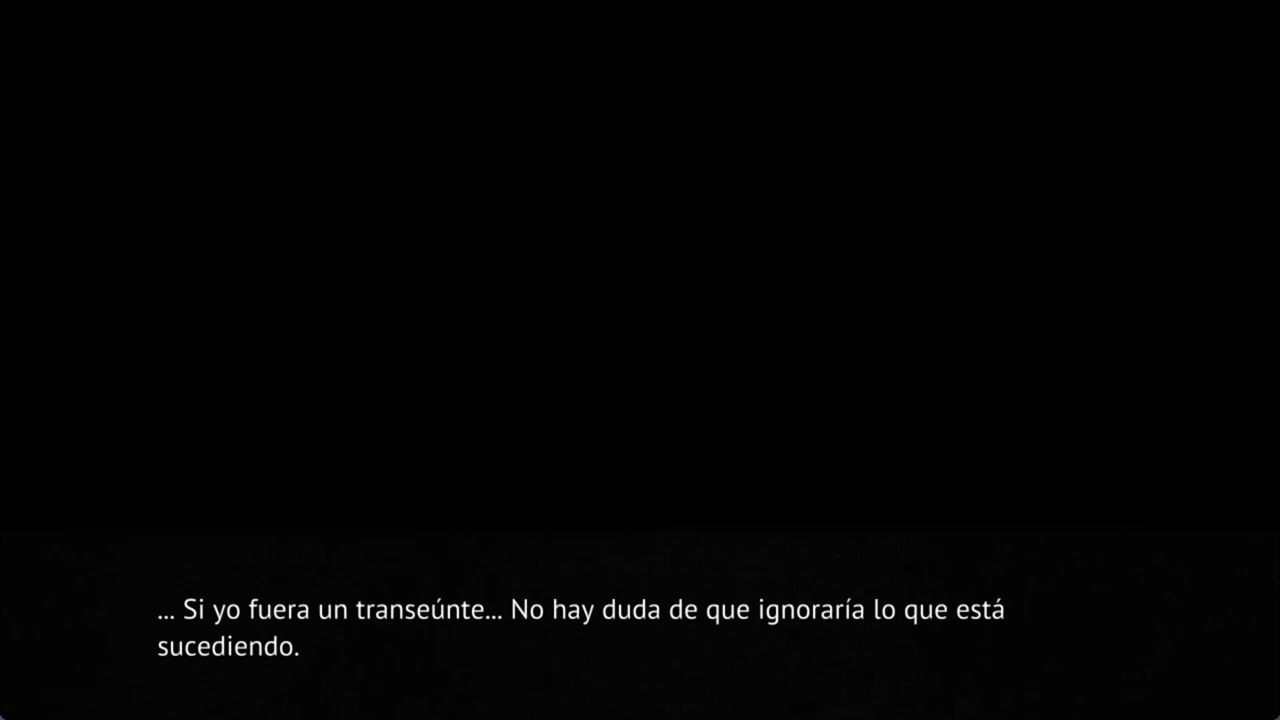 ... Si yo fuera un transeúnte... No hay duda de que ignoraría lo que está
sucediendo.